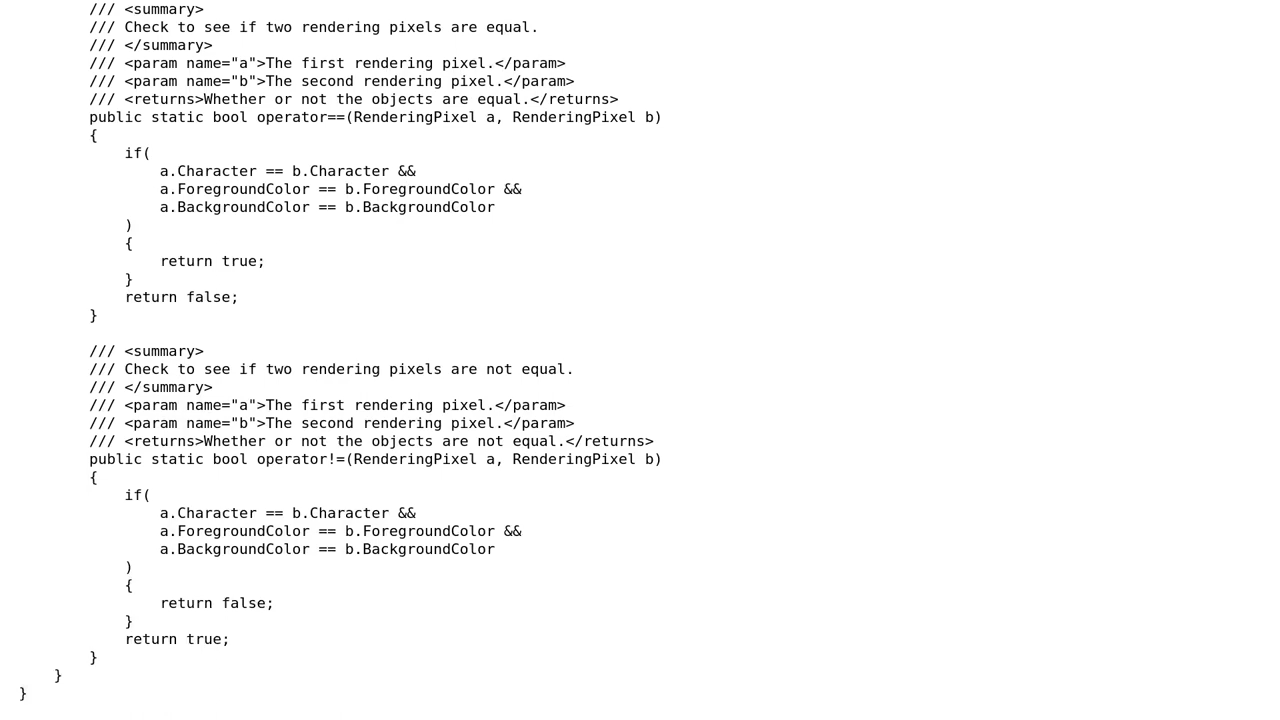 /// <summary>
        /// Check to see if two rendering pixels are equal.
        /// </summary>
        /// <param name="a">The first rendering pixel.</param>
        /// <param name="b">The second rendering pixel.</param>
        /// <returns>Whether or not the objects are equal.</returns>
        public static bool operator==(RenderingPixel a, RenderingPixel b)
        {
            if(
                a.Character == b.Character &&
                a.ForegroundColor == b.ForegroundColor &&
                a.BackgroundColor == b.BackgroundColor
            )
            {
                return true;
            }
            return false;
        }

        /// <summary>
        /// Check to see if two rendering pixels are not equal.
        /// </summary>
        /// <param name="a">The first rendering pixel.</param>
        /// <param name="b">The second rendering pixel.</param>
        /// <returns>Whether or not the objects are not equal.</returns>
        public static bool operator!=(RenderingPixel a, RenderingPixel b)
        {
            if(
                a.Character == b.Character &&
                a.ForegroundColor == b.ForegroundColor &&
                a.BackgroundColor == b.BackgroundColor
            )
            {
                return false;
            }
            return true;
        }
    }
}